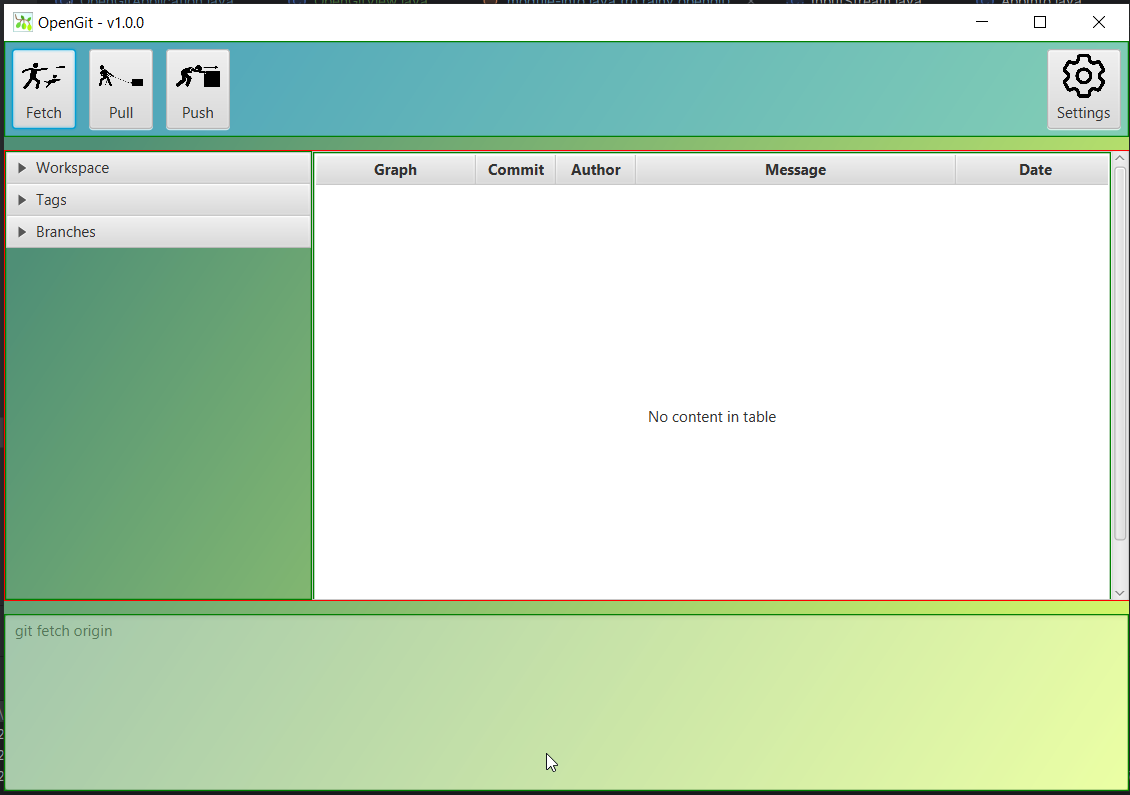 OpenGit - v1.0.0
Fetch Pull Push Settings
Workspace
Tags
Branches
Graph Commit Author Message Date
No content in table
git fetch origin